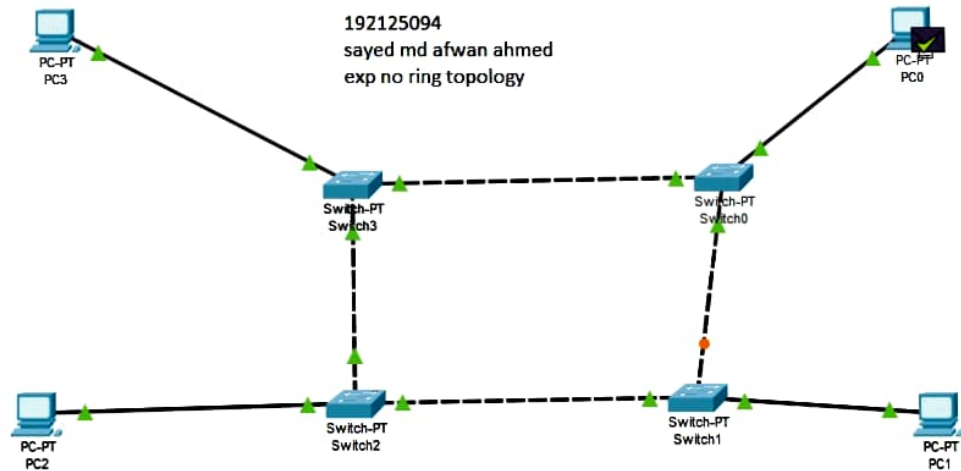 192125094
sayed md afwan ahmed
exp no ring topology
PC-PT
PC3
PC-PT
PC0
Switch-PT
Switch3
Switch-PT
Switch0
PC-PT
PC2
Switch-PT
Switch2
Switch-PT
Switch1
PC-PT
PC1